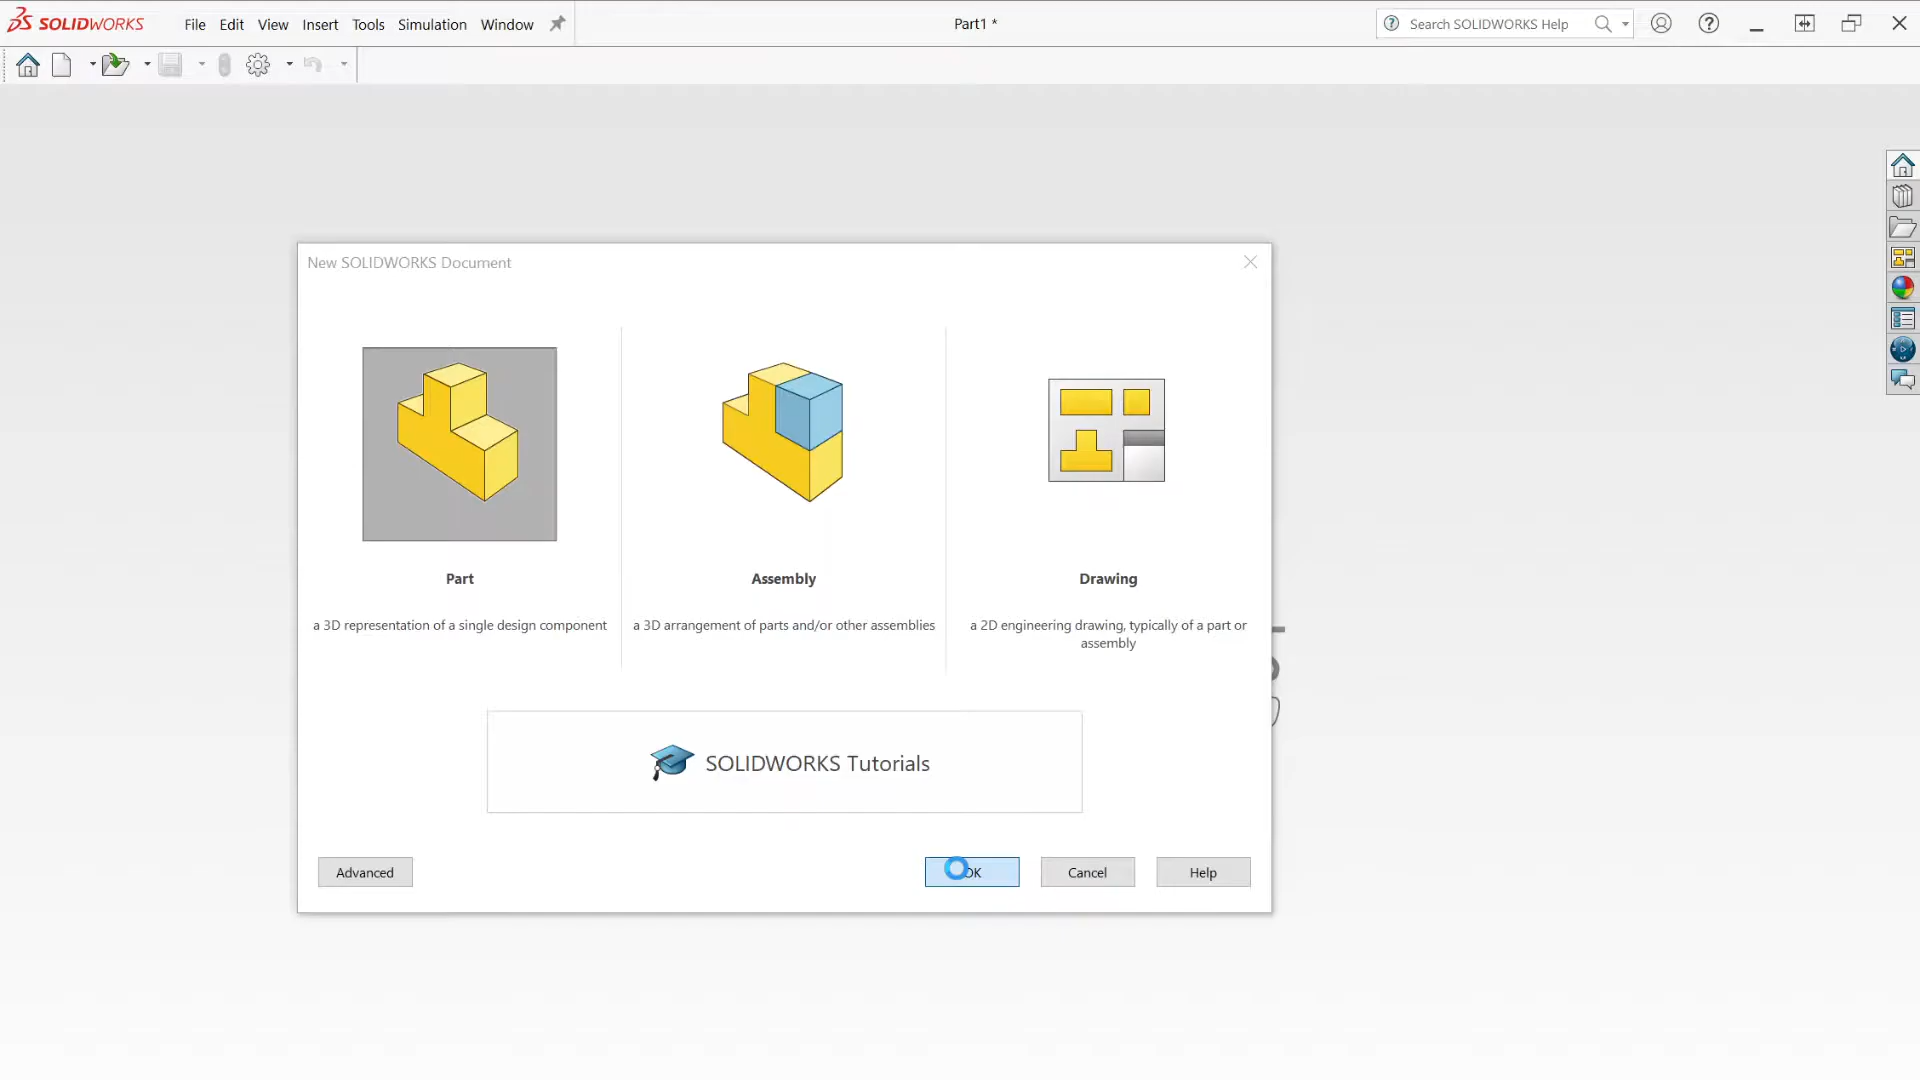 SOLIDWORKS File Edit View Insert Tools Simulation Window Part1 * Search SOLIDWORKS Help
New SOLIDWORKS Document
Part Assembly Drawing
a 3D representation of a single design component
a 3D arrangement of parts and/or other assemblies
a 2D engineering drawing, typically of a part or
assembly
SOLIDWORKS Tutorials
Advanced OK Cancel Help